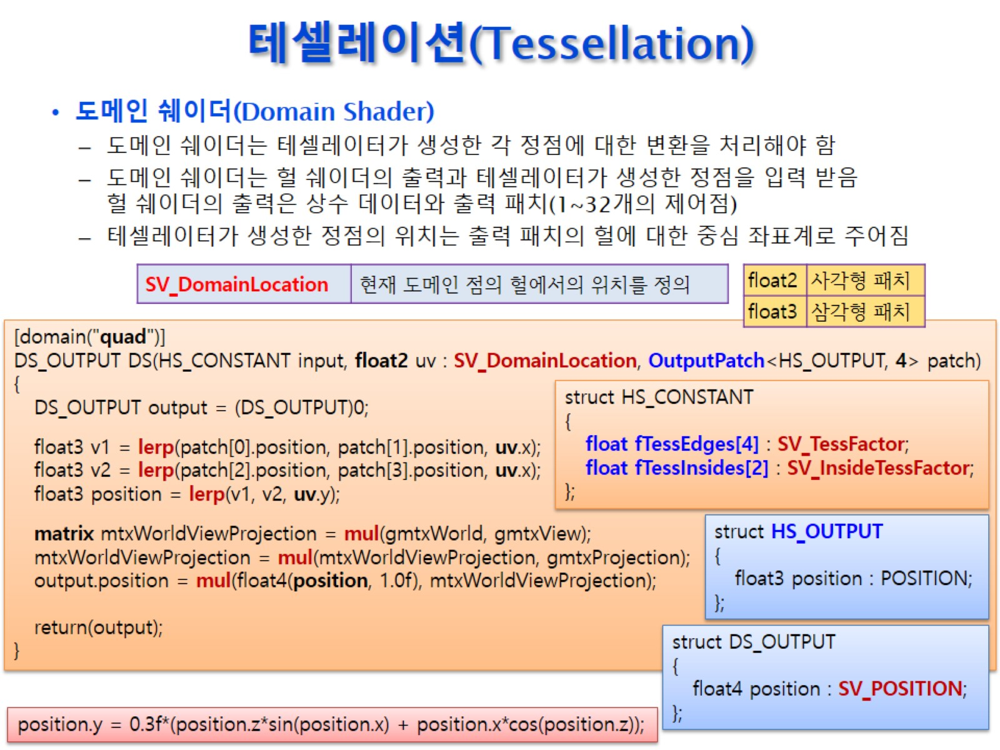 테셀레이션(Tessellation)
• 도메인 쉐이더(Domain Shader)
– 도메인 쉐이더는 테셀레이터가 생성한 각 정점에 대한 변환을 처리해야 함
– 도메인 쉐이더는 헐 쉐이더의 출력과 테셀레이터가 생성한 정점을 입력 받음
헐 쉐이더의 출력은 상수 데이터와 출력 패치(1~32개의 제어점)
– 테셀레이터가 생성한 정점의 위치는 출력 패치의 헐에 대한 중심 좌표계로 주어짐
SV_DomainLocation 현재 도메인 점의 헐에서의 위치를 정의
float2 사각형 패치
float3 삼각형 패치
[domain("quad")]
DS_OUTPUT DS(HS_CONSTANT input, float2 uv : SV_DomainLocation, OutputPatch<HS_OUTPUT, 4> patch)
{
DS_OUTPUT output = (DS_OUTPUT)0;
float3 v1 = lerp(patch[0].position, patch[1].position, uv.x);
float3 v2 = lerp(patch[2].position, patch[3].position, uv.x);
float3 position = lerp(v1, v2, uv.y);
matrix mtxWorldViewProjection = mul(gmtxWorld, gmtxView);
mtxWorldViewProjection = mul(mtxWorldViewProjection, gmtxProjection);
output.position = mul(float4(position, 1.0f), mtxWorldViewProjection);
return(output);
}
struct HS_CONSTANT
{
float fTessEdges[4] : SV_TessFactor;
float fTessInsides[2] : SV_InsideTessFactor;
};
struct HS_OUTPUT
{
float3 position : POSITION;
};
struct DS_OUTPUT
{
float4 position : SV_POSITION;
};
position.y = 0.3f*(position.z*sin(position.x) + position.x*cos(position.z));